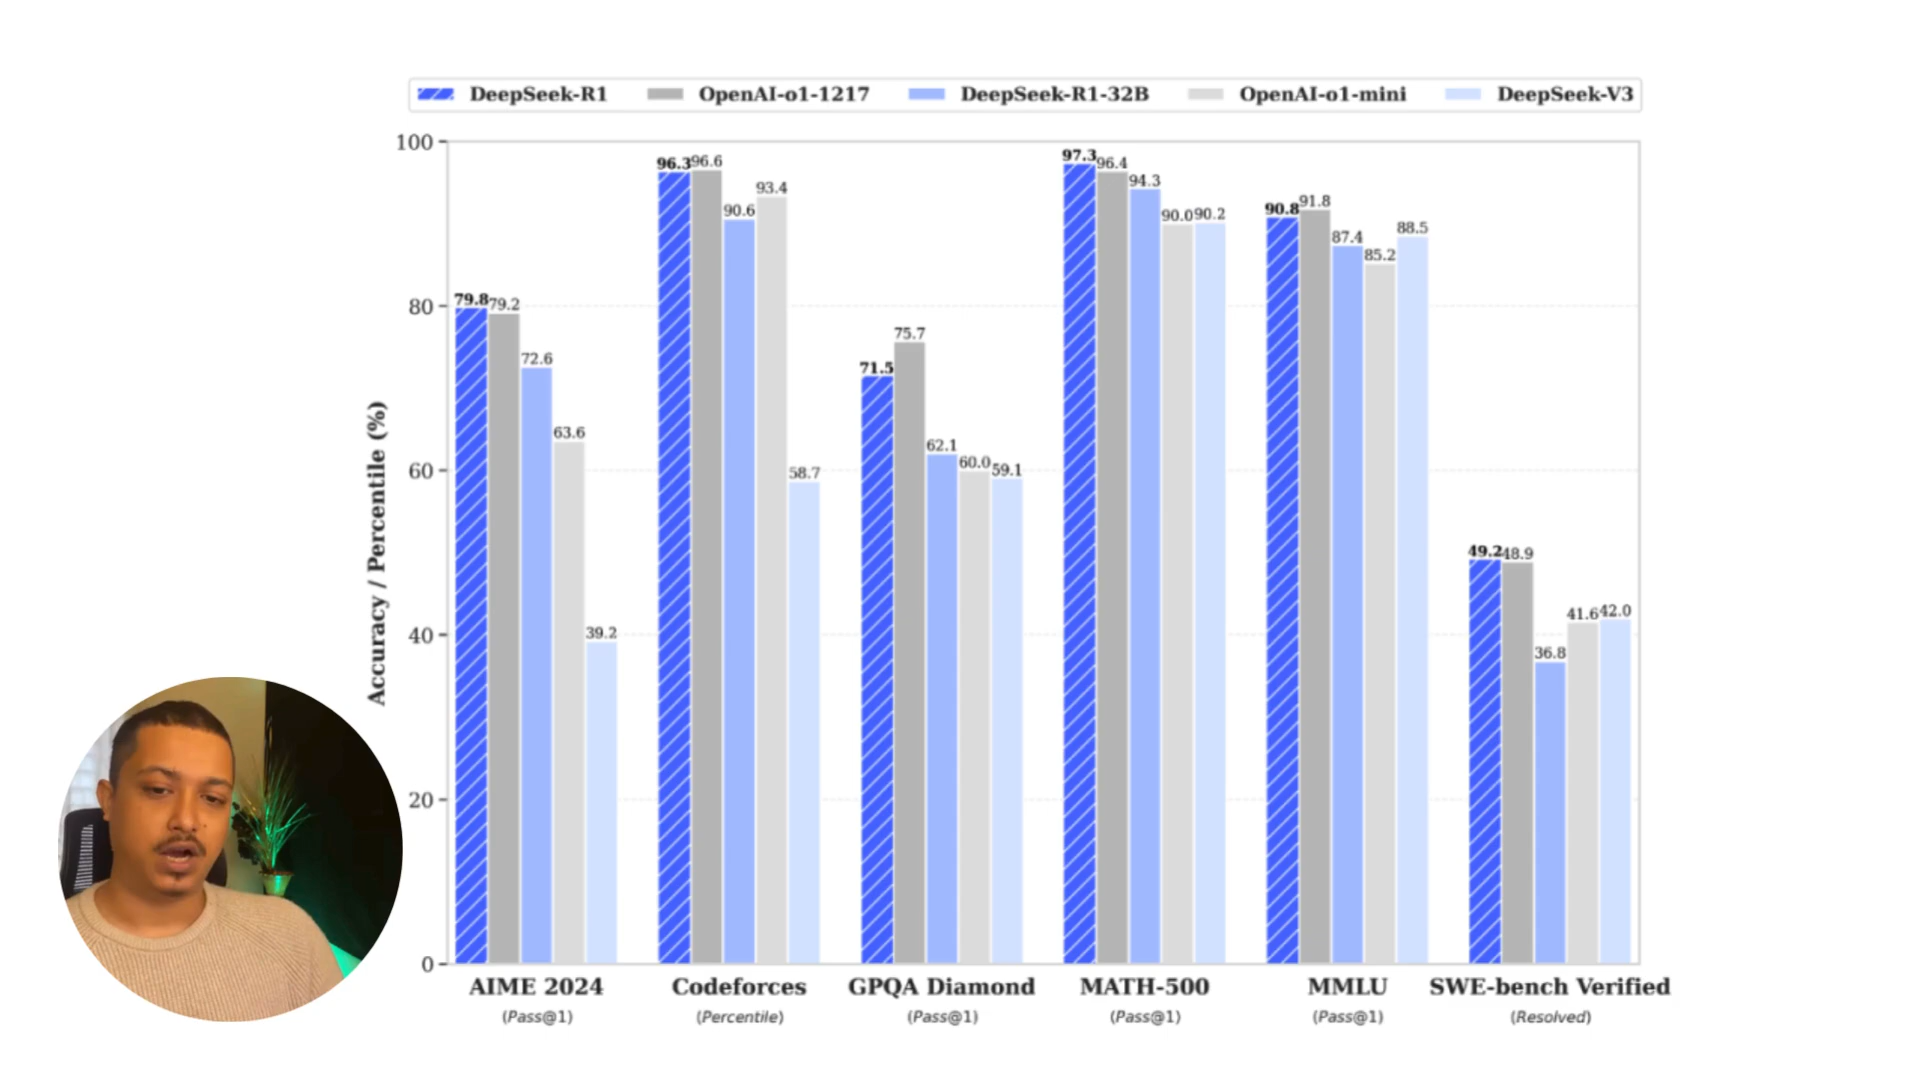 DeepSeek-R1 OpenAI-o1-1217 DeepSeek-R1-32B OpenAI-o1-mini DeepSeek-V3
Accuracy / Percentile (%)
100
80
60
40
20
0
79.8 79.2 72.6 63.6 39.2
96.3 96.6 90.6 93.4 58.7
71.5 75.7 62.1 60.0 59.1
97.3 96.4 94.3 90.0 90.2
90.8 91.8 87.4 85.2 88.5
49.2 48.9 36.8 41.6 42.0
AIME 2024
(Pass@1)
Codeforces
(Percentile)
GPQA Diamond
(Pass@1)
MATH-500
(Pass@1)
MMLU
(Pass@1)
SWE-bench Verified
(Resolved)